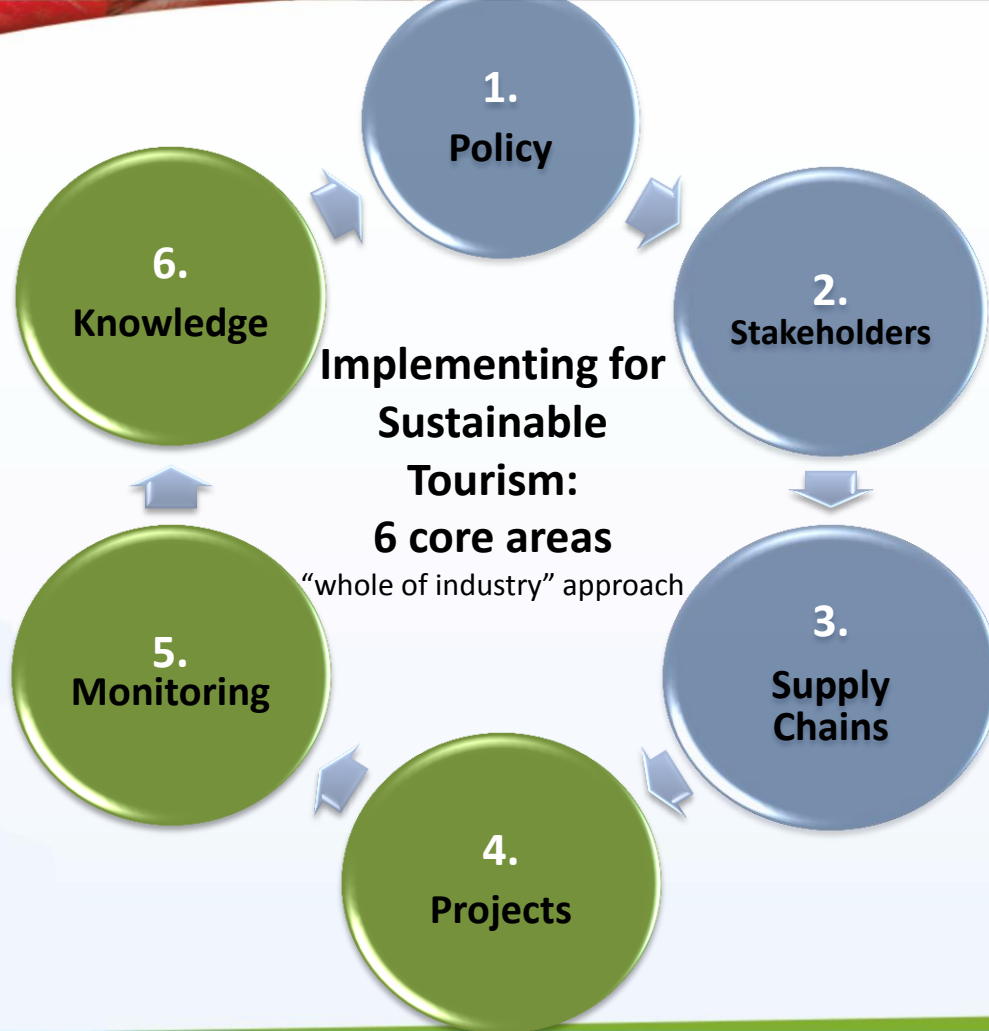 1.
Policy
2.
Stakeholders
3.
Supply
Chains
4.
Projects
5.
Monitoring
6.
Knowledge
Implementing for
Sustainable
Tourism:
6 core areas
“whole of industry” approach